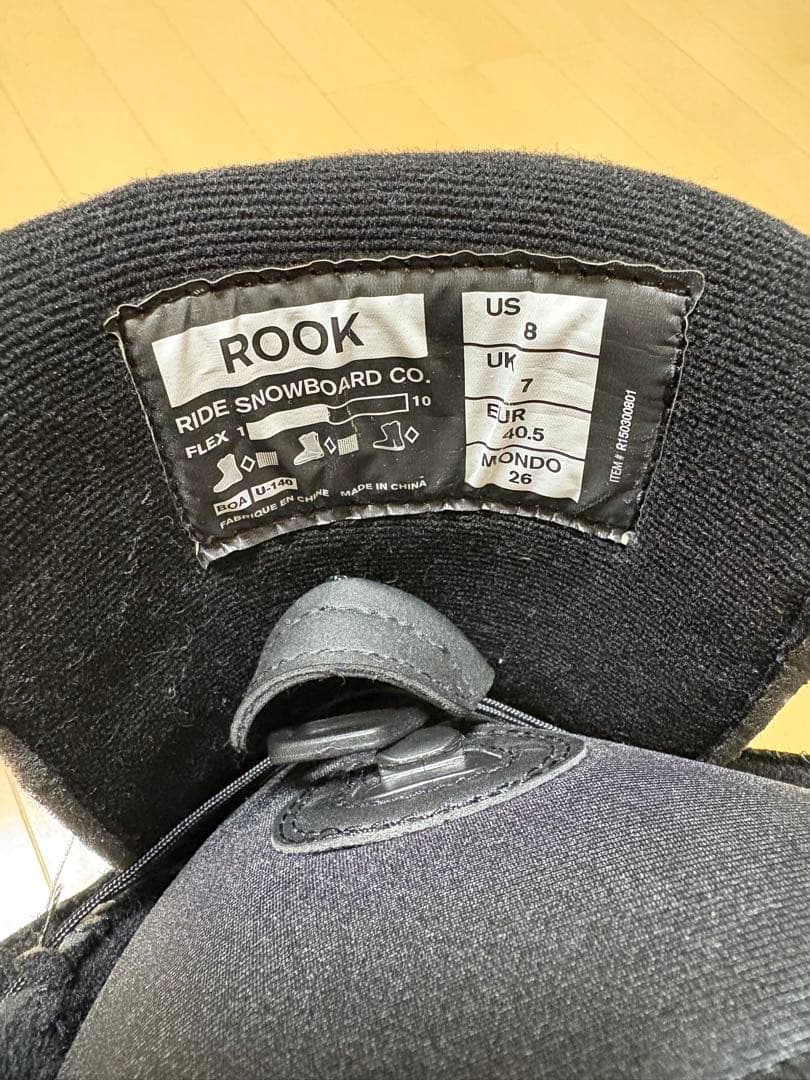 ROOK
RIDE SNOWBOARD CO.
FLEX 1 10
BOA U-140
FABRIQUE EN CHINE MADE IN CHINA
US
8
UK
7
EUR
40.5
MONDO
26
ITEM# R150300801